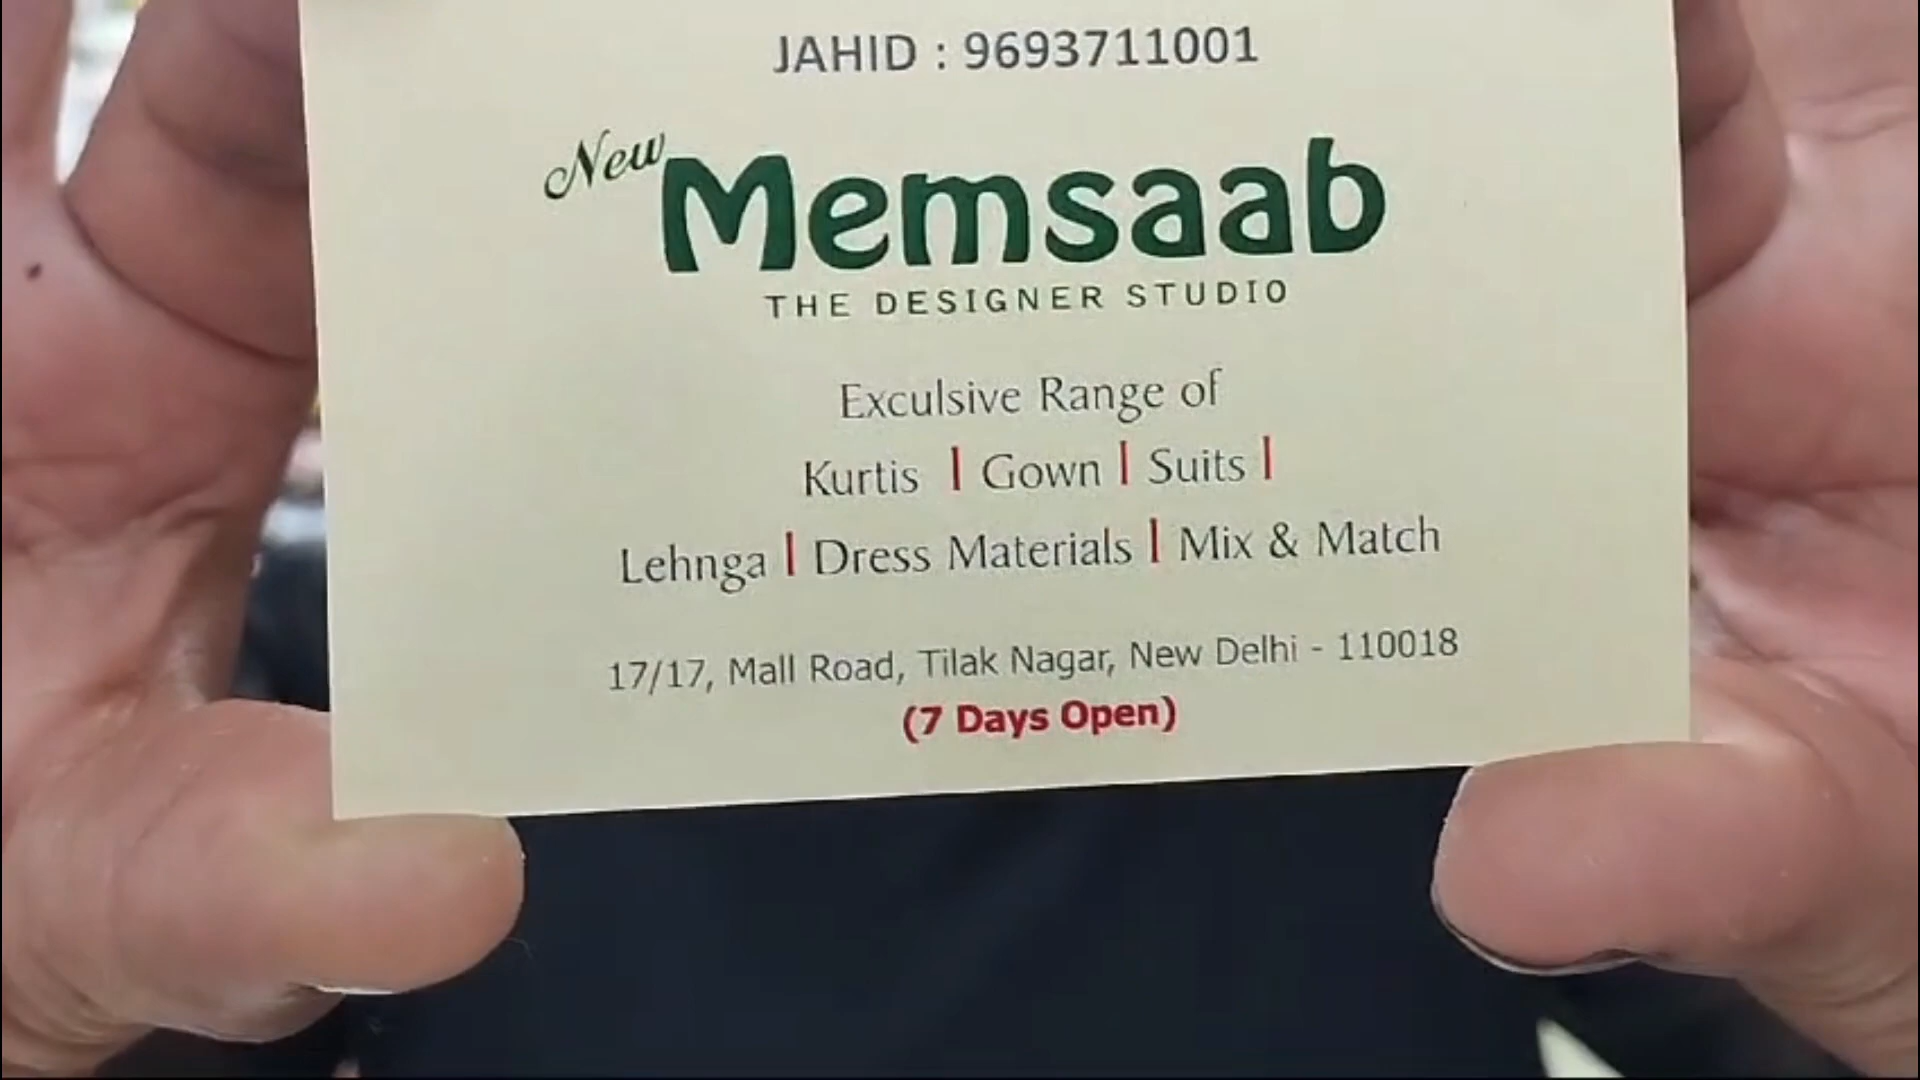 JAHID : 9693711001
New Memsaab
THE DESIGNER STUDIO
Exculsive Range of
Kurtis | Gown | Suits |
Lehnga | Dress Materials | Mix & Match
17/17, Mall Road, Tilak Nagar, New Delhi - 110018
(7 Days Open)